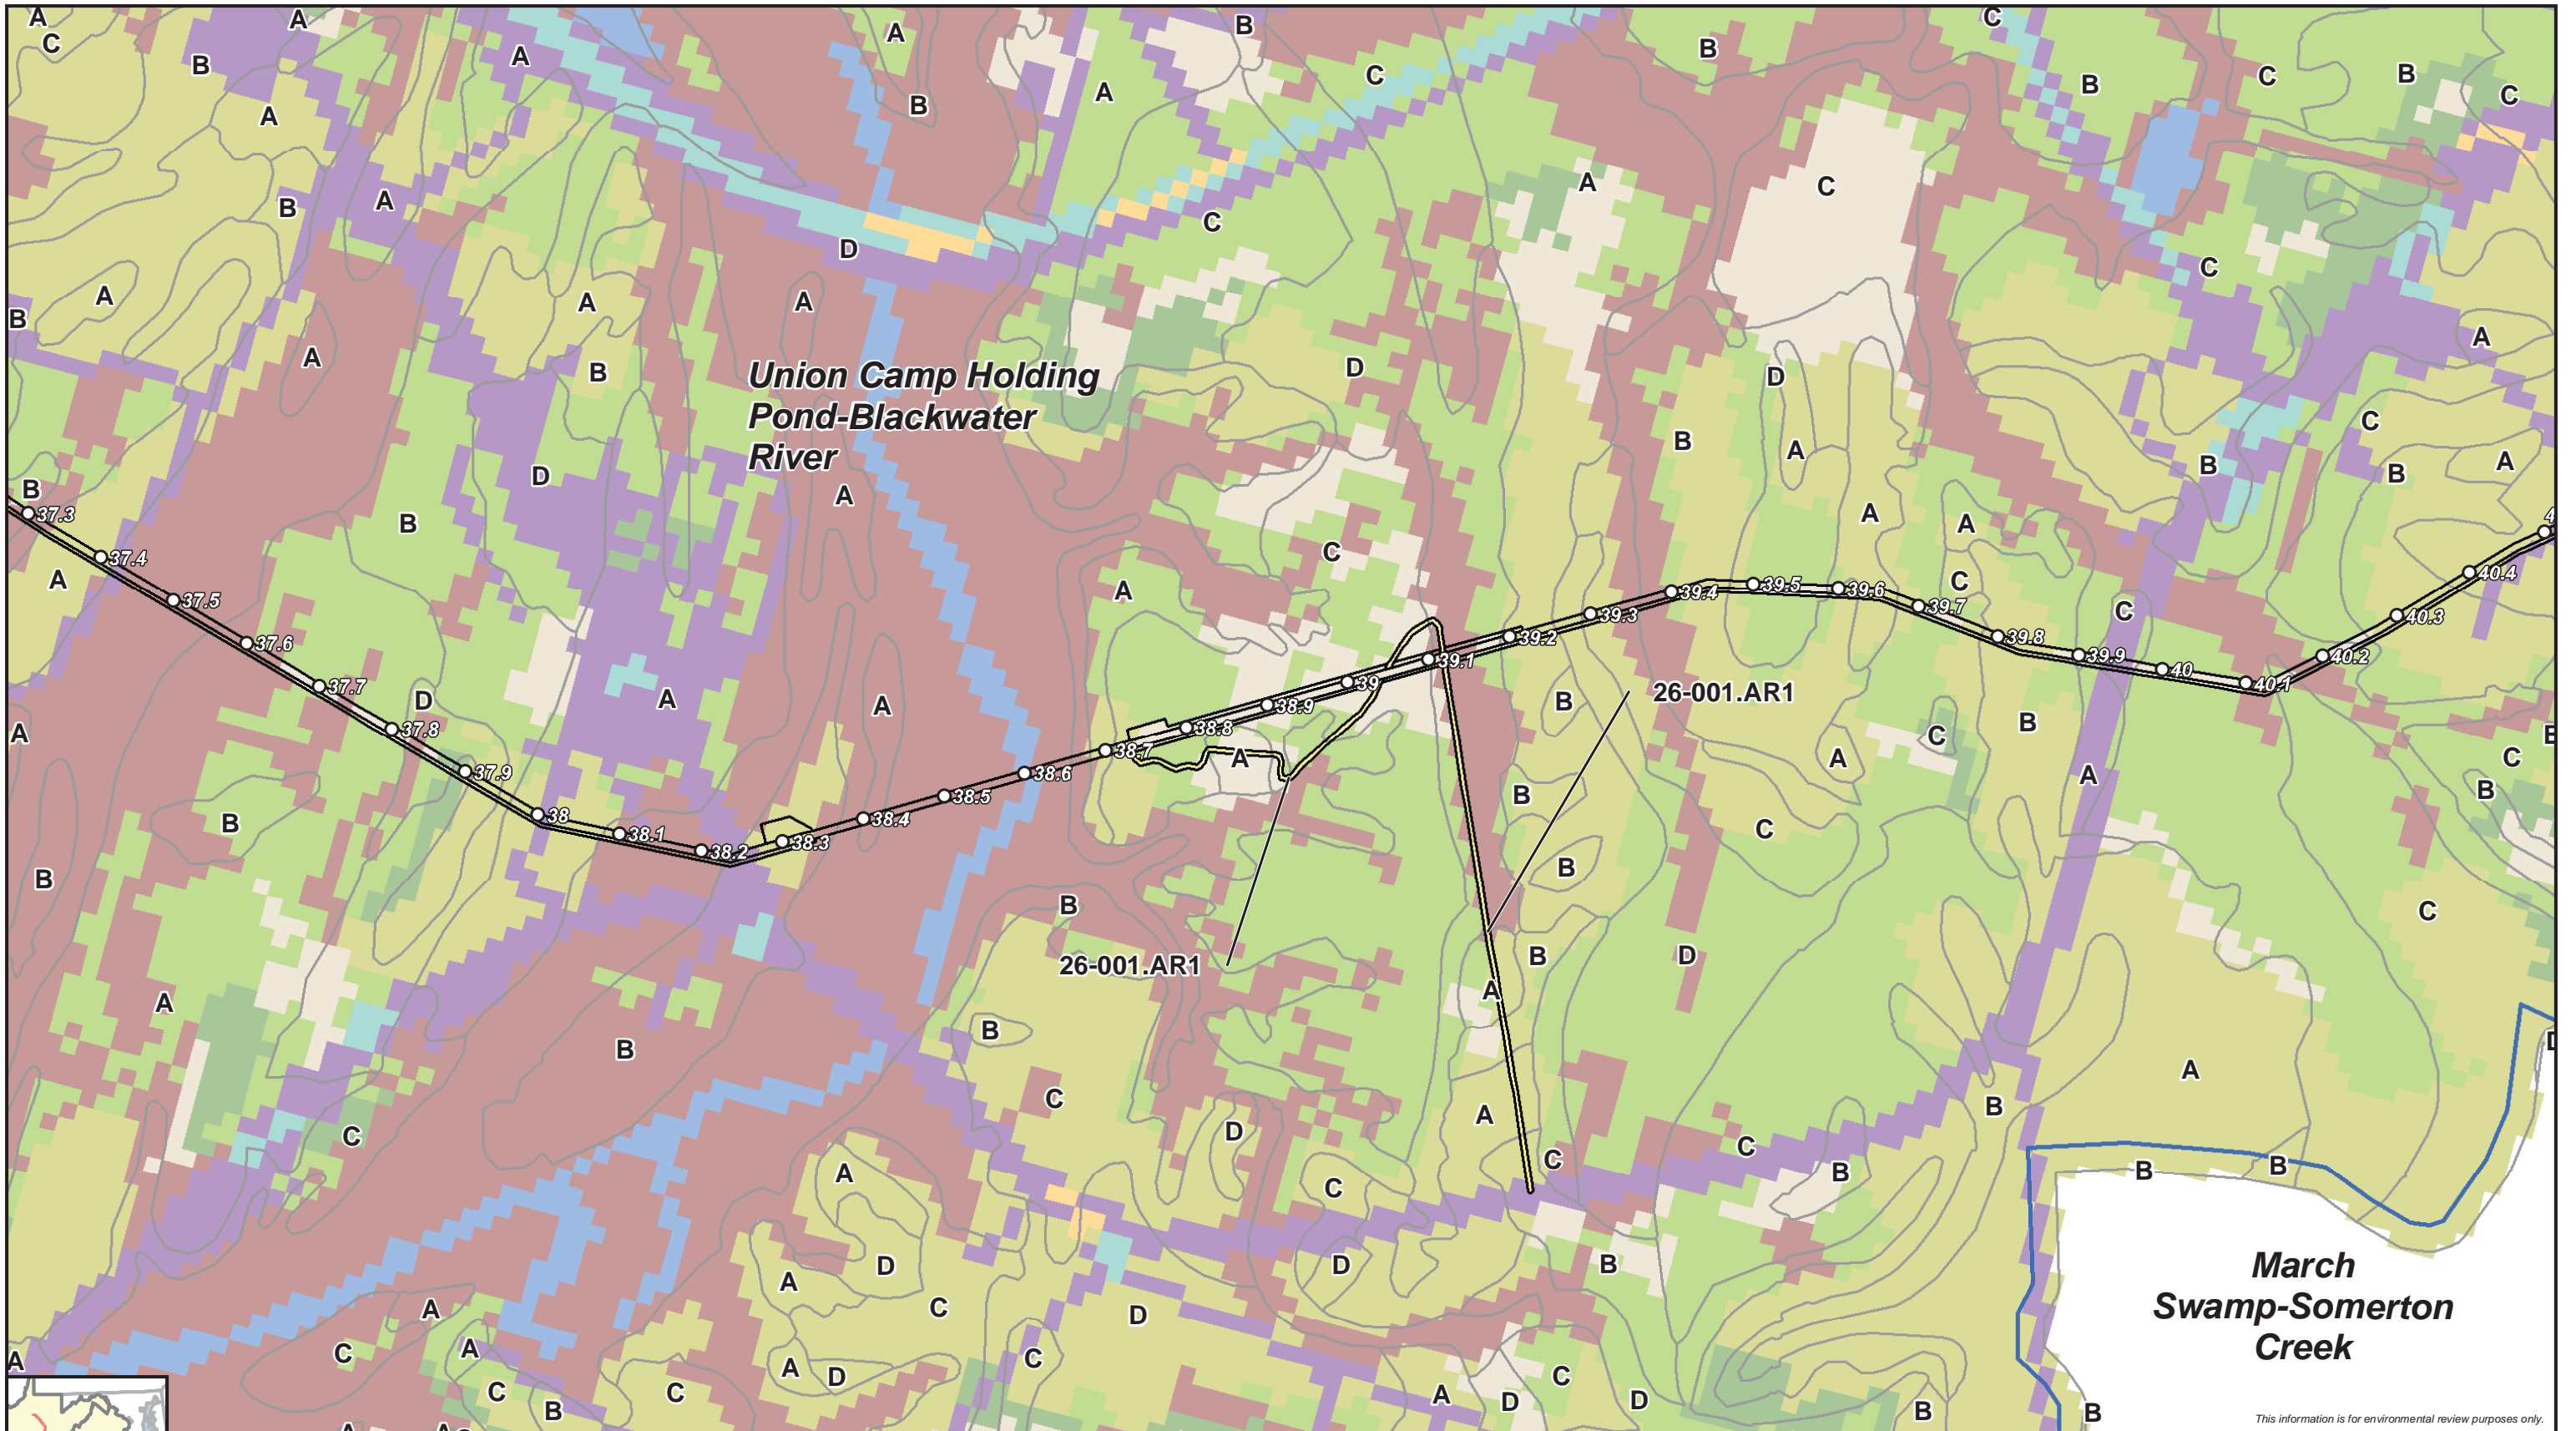 A
C
A
B
A
A
B
B
A
C
C
B
B
C
B
C
A
B
A
A
C
B
A
C
D
C
C
A
B
A
A
A
B
A
B
Union Camp Holding
Pond-Blackwater
River
D
D
C
B
A
B
B
A
D
A
B
C
A
B
37.3
37.4
37.5
37.6
37.7
37.8
37.9
38
38.1
38.2
38.3
38.4
38.5
38.6
38.7
38.8
38.9
39
39.1
39.2
39.3
39.4
39.5
39.6
39.7
39.8
39.9
40
40.1
40.2
40.3
40.4
4
A
A
A
C
C
A
D
A
A
B
26-001.AR1
A
A
C
B
C
A
A
B
C
B
B
B
B
C
B
C
B
26-001.AR1
B
D
A
A
B
B
C
A
A
B
C
D
C
C
B
C
B
A
B
B
D
A
C
D
B
A
C
D
March
Swamp-Somerton
Creek
A
A
C
A
D
C
C
C
B
C
A
D
D
B
B
This information is for environmental review purposes only.